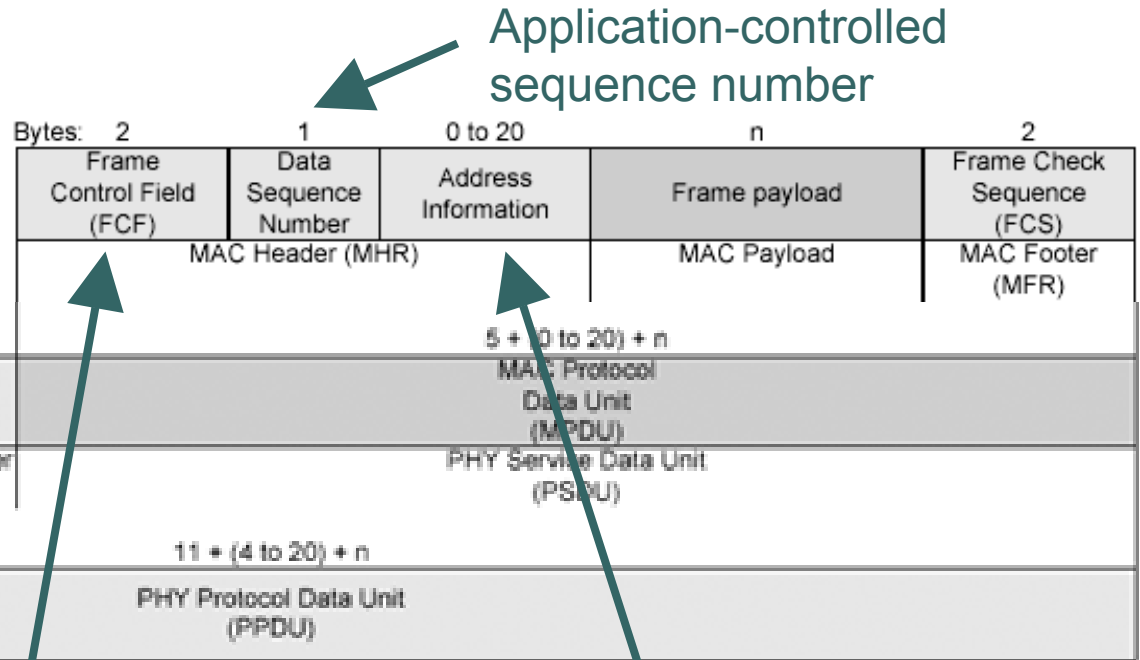 Application-controlled
sequence number
Bytes: 2 1 0 to 20 n 2
Frame
Control Field
(FCF)
Data
Sequence
Number
Address
Information
Frame payload
Frame Check
Sequence
(FCS)
MAC Header (MHR)
MAC Payload
MAC Footer
(MFR)
5 + (0 to 20) + n
MAC Protocol
Data Unit
(MPDU)
er
PHY Service Data Unit
(PSDU)
11 + (4 to 20) + n
PHY Protocol Data Unit
(PPDU)